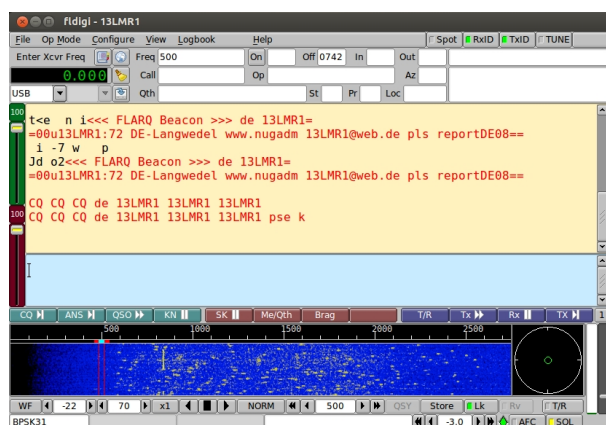 fldigi - 13LMR1
File Op Mode Configure View Logbook Help Spot RxID TxID TUNE
Enter Xcvr Freq Freq 500 On Off 0742 In Out
0.000 Call Op Az
USB Qth St Pr Loc
100
t<e n i<<< FLARQ Beacon >>> de 13LMR1=
=00u13LMR1:72 DE-Langwedel www.nugadm 13LMR1@web.de pls reportDE08==
i -7 w p
Jd o2<<< FLARQ Beacon >>> de 13LMR1=
=00u13LMR1:72 DE-Langwedel www.nugadm 13LMR1@web.de pls reportDE08==
CQ CQ CQ de 13LMR1 13LMR1 13LMR1
100
CQ CQ CQ de 13LMR1 13LMR1 13LMR1 pse k
CQ ANS QSO KN SK Me/Qth Brag T/R Tx Rx TX 1
500 1000 1500 2000 2500
WF -22 70 x1 NORM 500 QSY Store Lk Rv T/R
BPSK31 -3.0 AFC SQL